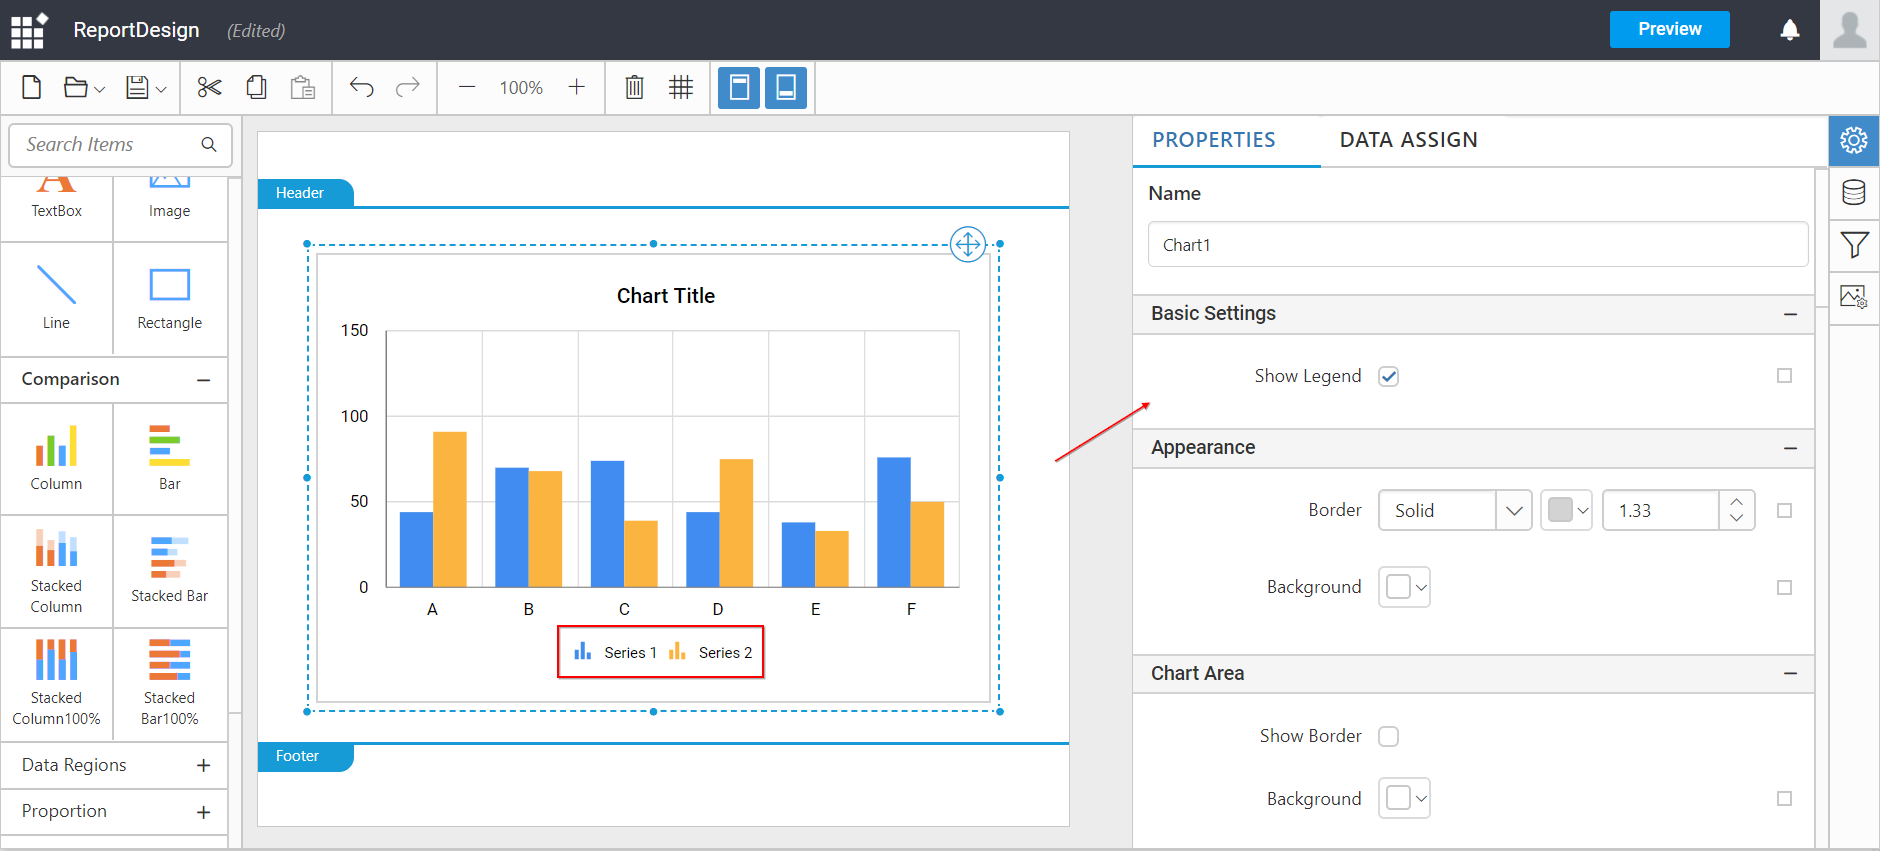 ReportDesign (Edited)
Preview
100%
Search Items
TextBox Image
Line Rectangle
Comparison
Column Bar
Stacked
Column
Stacked Bar
Stacked
Column100%
Stacked
Bar100%
Data Regions
Proportion
Header
Chart Title
150
100
50
0
A B C D E F
Series 1 Series 2
Footer
PROPERTIES DATA ASSIGN
Name
Chart1
Basic Settings
Show Legend
Appearance
Border Solid 1.33
Background
Chart Area
Show Border
Background